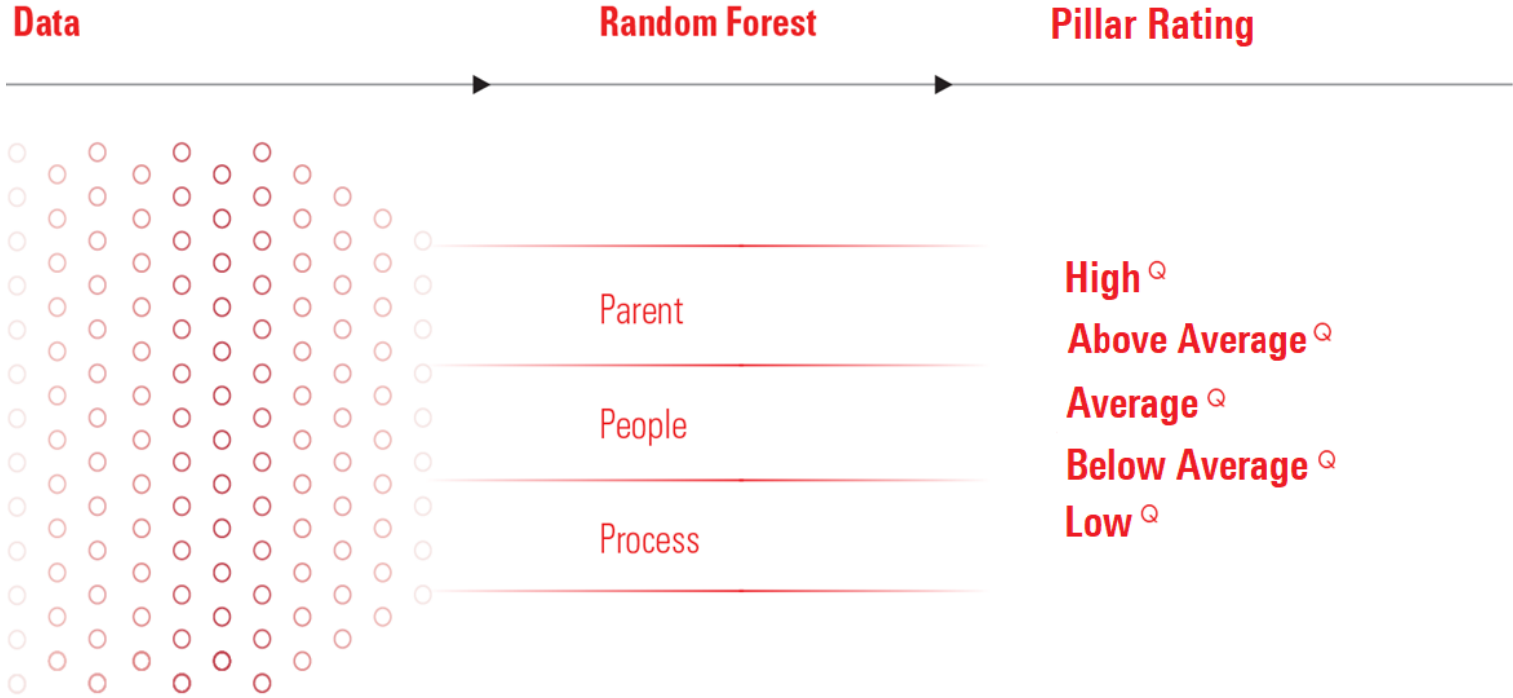 Data
Random Forest
Pillar Rating
Parent
People
Process
High Q
Above Average Q
Average Q
Below Average Q
Low Q